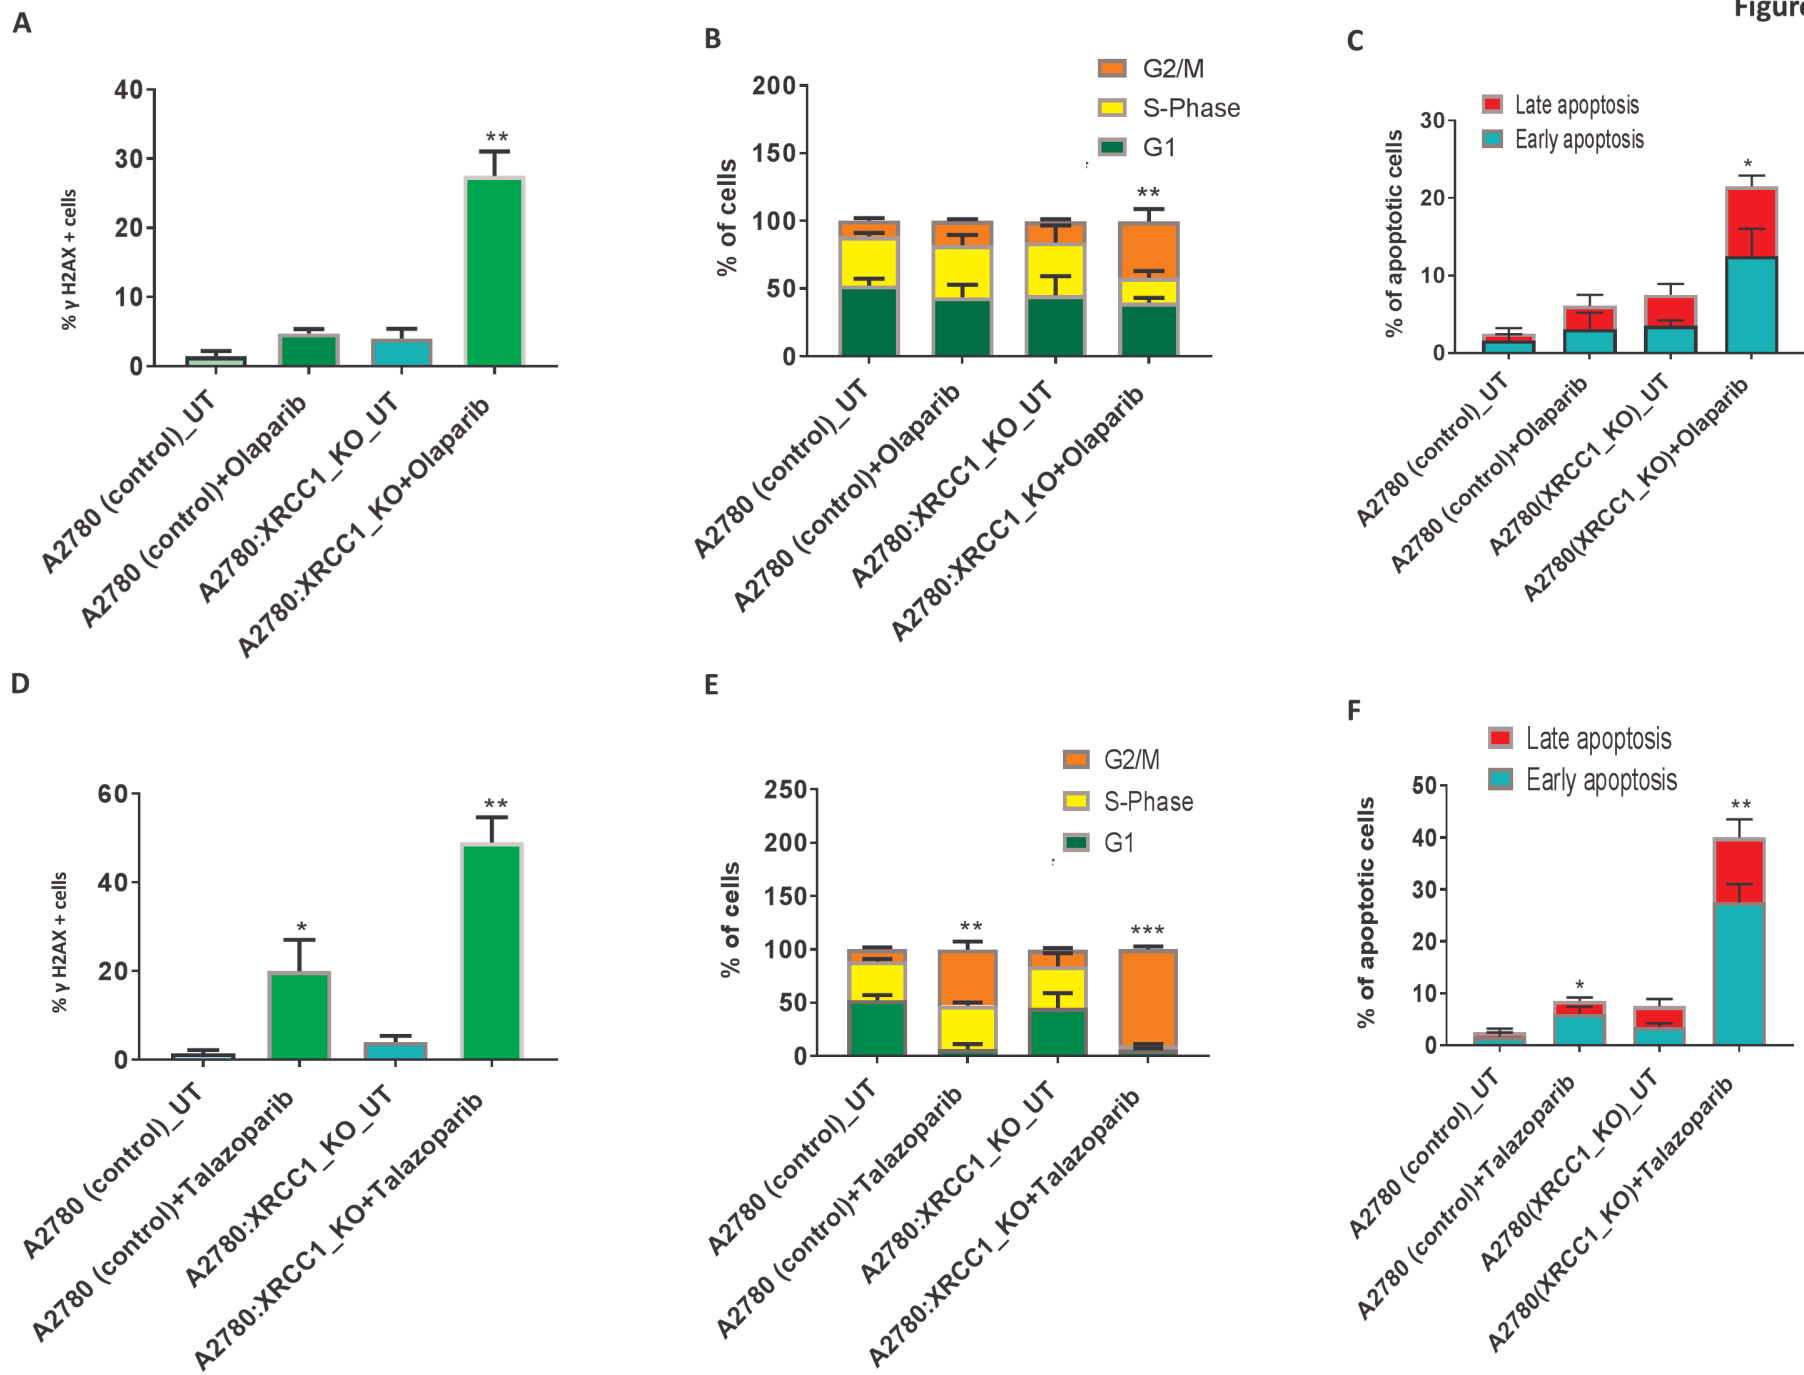 Figure
A
% γ H2AX + cells
40
30
20
10
0
**
A2780 (control)_UT
A2780 (control)+Olaparib
A2780:XRCC1_KO_UT
A2780:XRCC1_KO+Olaparib
B
G2/M
S-Phase
G1
% of cells
200
150
100
50
0
**
A2780 (control)_UT
A2780 (control)+Olaparib
A2780:XRCC1_KO_UT
A2780:XRCC1_KO+Olaparib
C
Late apoptosis
Early apoptosis
% of apoptotic cells
30
20
10
0
*
A2780 (control)_UT
A2780 (control)+Olaparib
A2780(XRCC1_KO)_UT
A2780(XRCC1_KO)+Olaparib
D
% γ H2AX + cells
60
40
20
0
*
**
A2780 (control)_UT
A2780 (control)+Talazoparib
A2780:XRCC1_KO_UT
A2780:XRCC1_KO+Talazoparib
E
G2/M
S-Phase
G1
% of cells
250
200
150
100
50
0
**
***
A2780 (control)_UT
A2780 (control)+Talazoparib
A2780:XRCC1_KO_UT
A2780:XRCC1_KO+Talazoparib
F
Late apoptosis
Early apoptosis
% of apoptotic cells
50
40
30
20
10
0
*
**
A2780 (control)_UT
A2780 (control)+Talazoparib
A2780(XRCC1_KO)_UT
A2780(XRCC1_KO)+Talazoparib